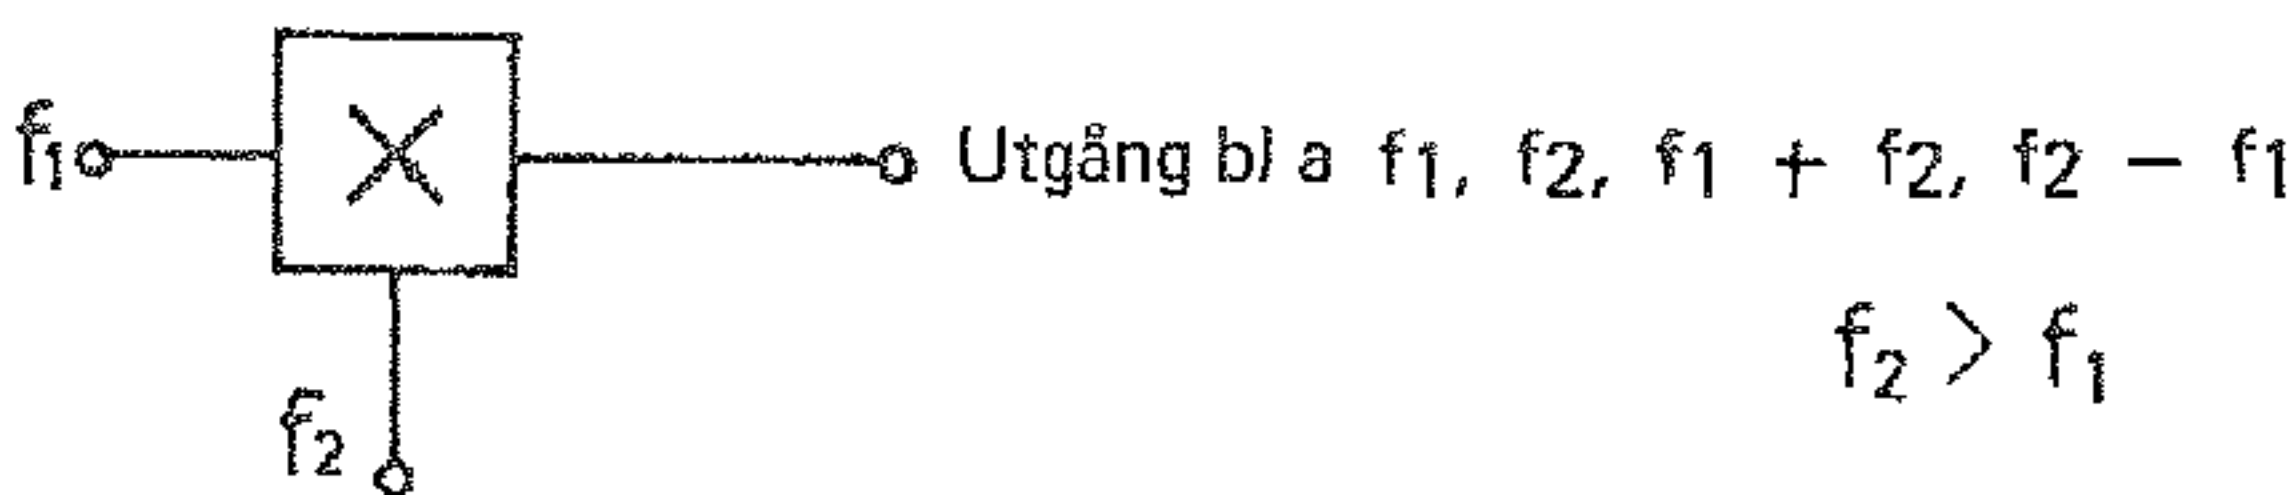 f1
Utgång bl a f1, f2, f1 + f2, f2 − f1
f2 > f1
f2